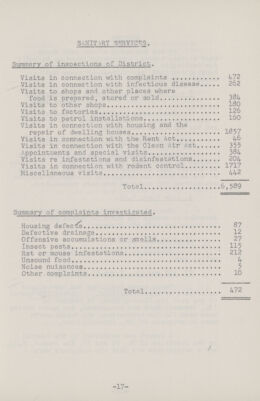 SANITARY SERVICES.
Summary of inspections of District.
Visits in connection with complaints ............ 472
Visits in connection with infectious disease..... 262
Visits to shops and other places where
food is prepared, stored or sold............. 384
Visits to other shops............................ 180
Visits to factories.............................. 126
Visits to petrol installations................... 160
Visits in connection with housing and the
repair of dwelling houses.................... 1857
Visits in connection with the Rent Act........... 46
Visits in connection with the Clean Air Act...... 355
Appointments and special visits.................. 384
Visits re infestations and disinfestations....... 204
Visits in connection with rodent control......... 1717
Miscellaneous visits............................. 442
Total.................. 6,589
Summary of complaints investigated.
Housing defects.................................. 87
Defective drainage............................... 12
Offensive accumulations or smells................ 27
Insect pests..................................... 115
Rat or mouse infestations........................ 212
Unsound food..................................... 4
Noise nuisances.................................. 5
Other complaints................................. 10
Total.................. 472
-17-